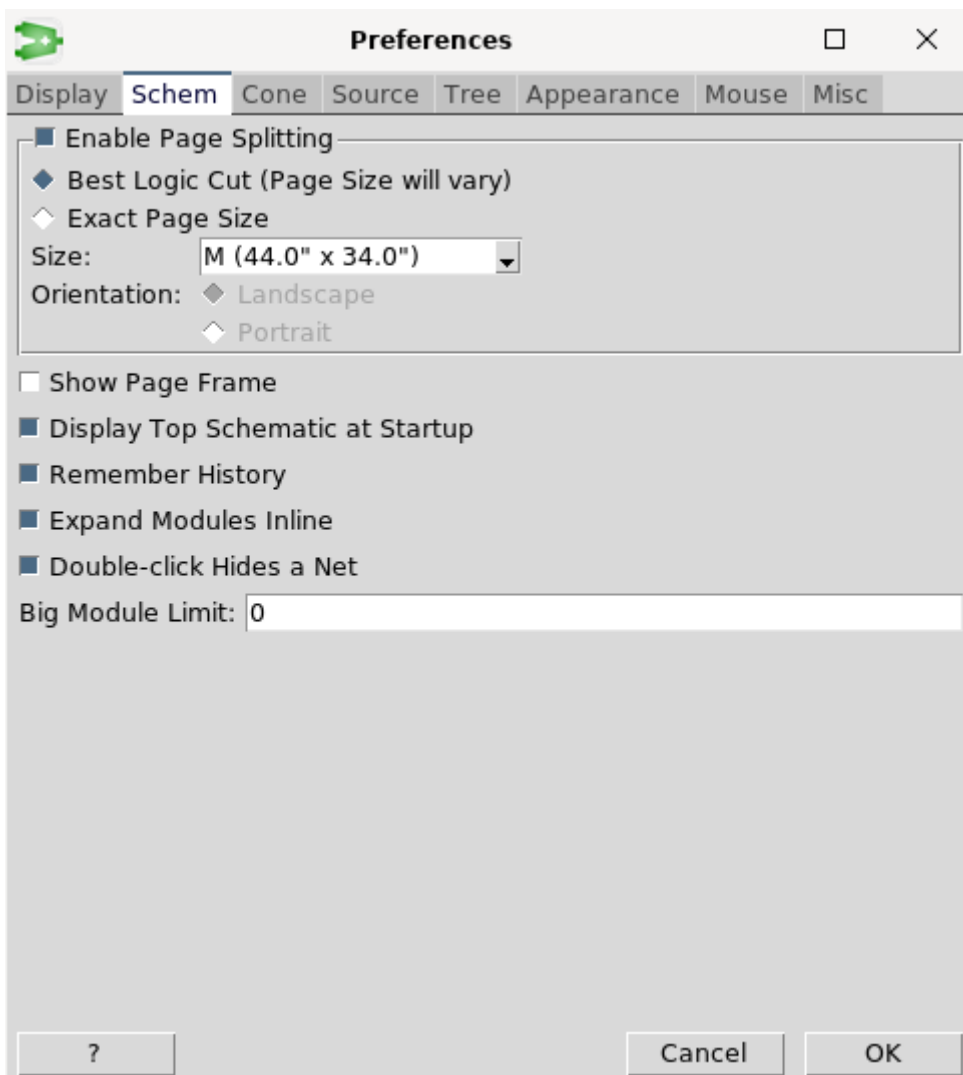 Preferences
Display Schem Cone Source Tree Appearance Mouse Misc
Enable Page Splitting
Best Logic Cut (Page Size will vary)
Exact Page Size
Size: M (44.0" x 34.0")
Orientation: Landscape
Portrait
Show Page Frame
Display Top Schematic at Startup
Remember History
Expand Modules Inline
Double-click Hides a Net
Big Module Limit: 0
? Cancel OK